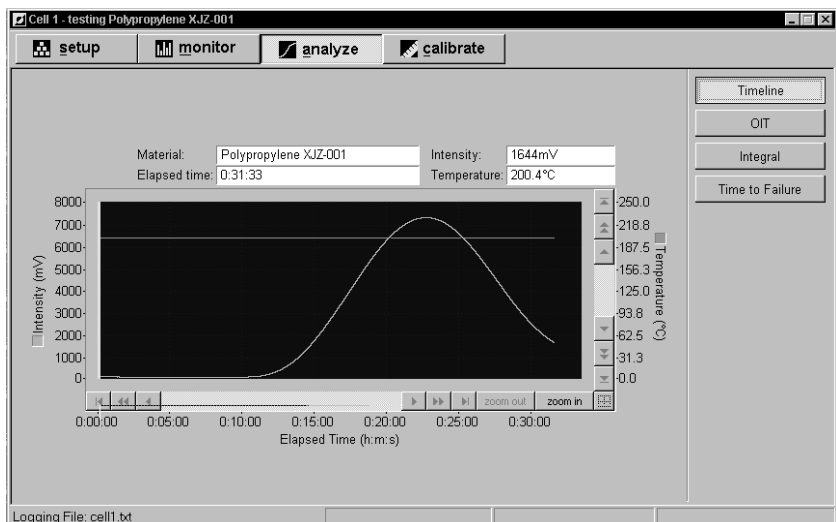 Cell 1 - testing Polypropylene XJZ-001
setup
monitor
analyze
calibrate
Timeline
OIT
Integral
Time to Failure
Material: Polypropylene XJZ-001
Intensity: 1644mV
Elapsed time: 0:31:33
Temperature: 200.4°C
8000
7000
6000
5000
4000
3000
2000
1000
0
Intensity (mV)
250.0
218.8
187.5
156.3
125.0
93.8
62.5
31.3
0.0
Temperature (°C)
zoom out
zoom in
0:00:00 0:05:00 0:10:00 0:15:00 0:20:00 0:25:00 0:30:00
Elapsed Time (h:m:s)
Logging File: cell1.txt